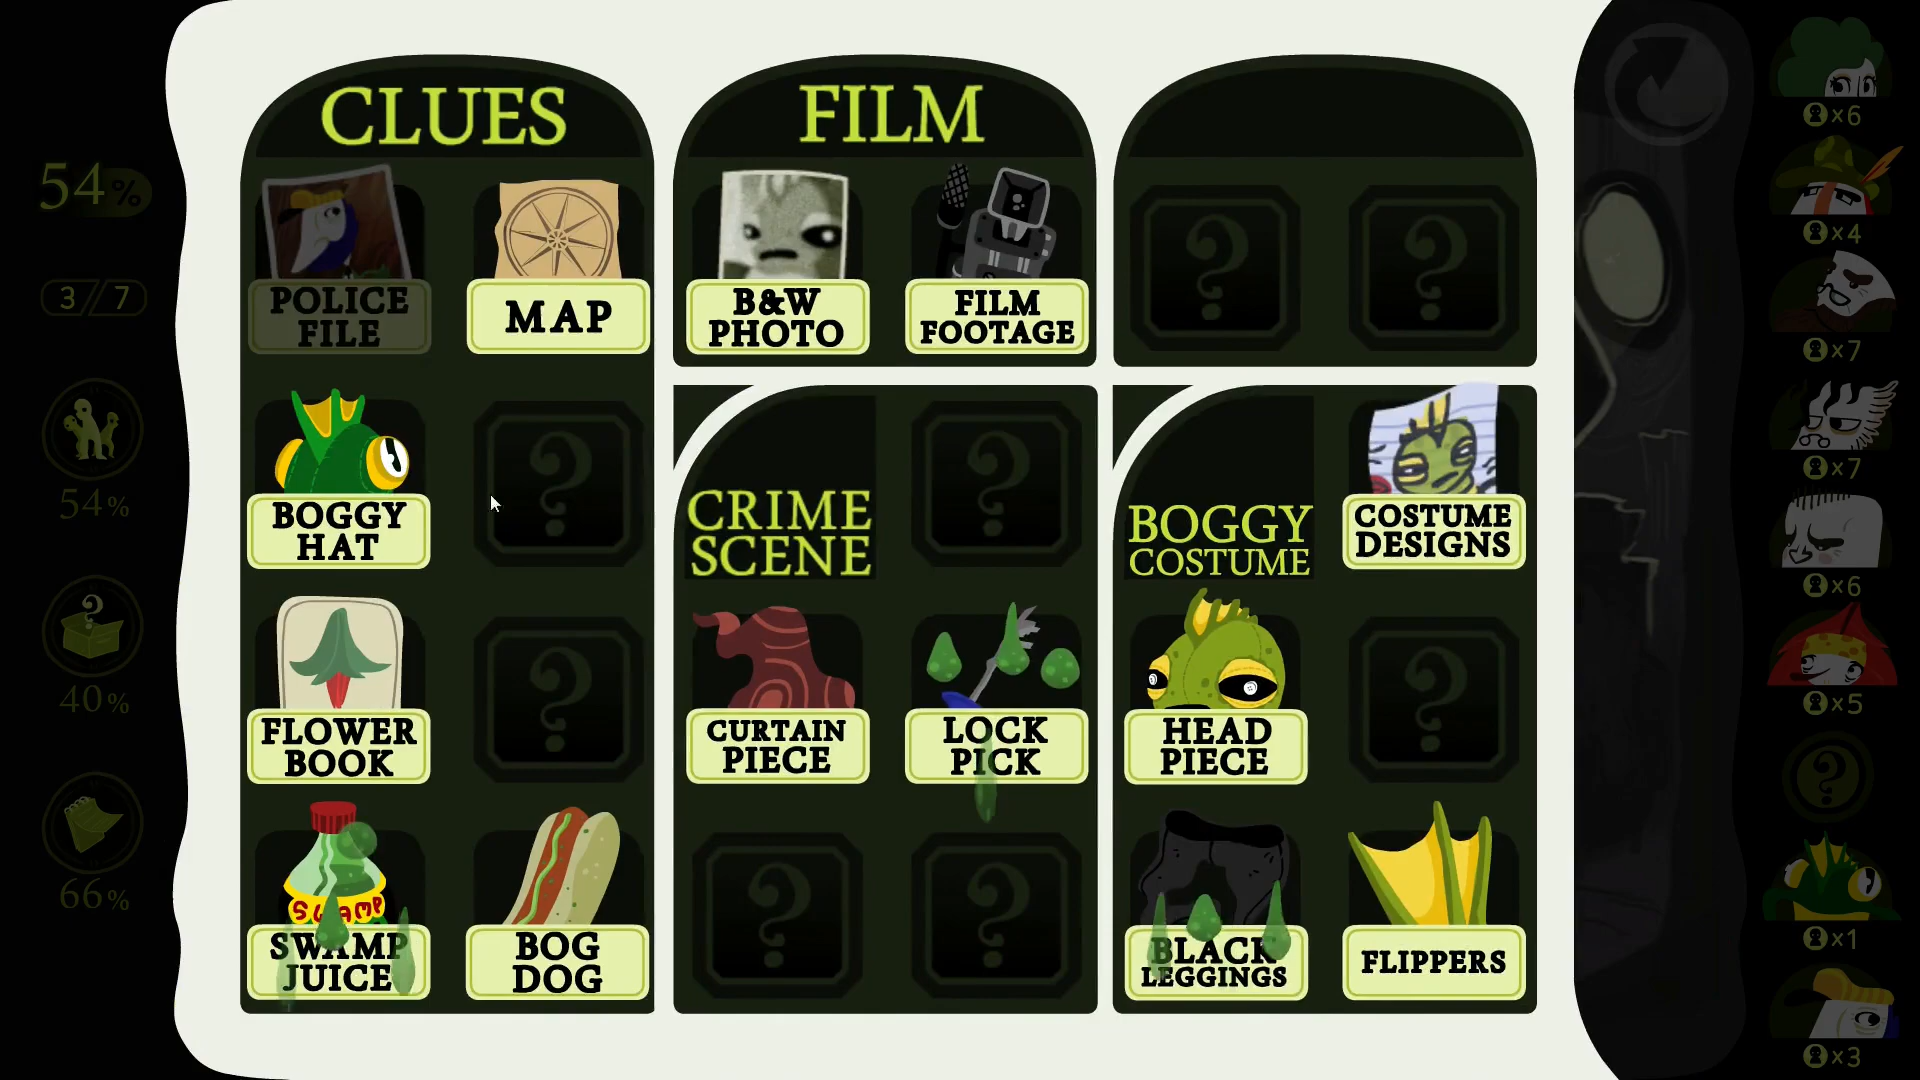 CLUES
FILM
54%
POLICE
FILE
MAP
B&W
PHOTO
FILM
FOOTAGE
3/7
BOGGY
HAT
CRIME
SCENE
BOGGY
COSTUME
COSTUME
DESIGNS
54%
FLOWER
BOOK
CURTAIN
PIECE
LOCK
PICK
HEAD
PIECE
40%
SWAMP
SWAMP
JUICE
BOG
DOG
BLACK
LEGGINGS
FLIPPERS
66%
?
?
?
?
?
?
?
?
?
?
x6
x4
x7
x7
x6
x5
x1
x3